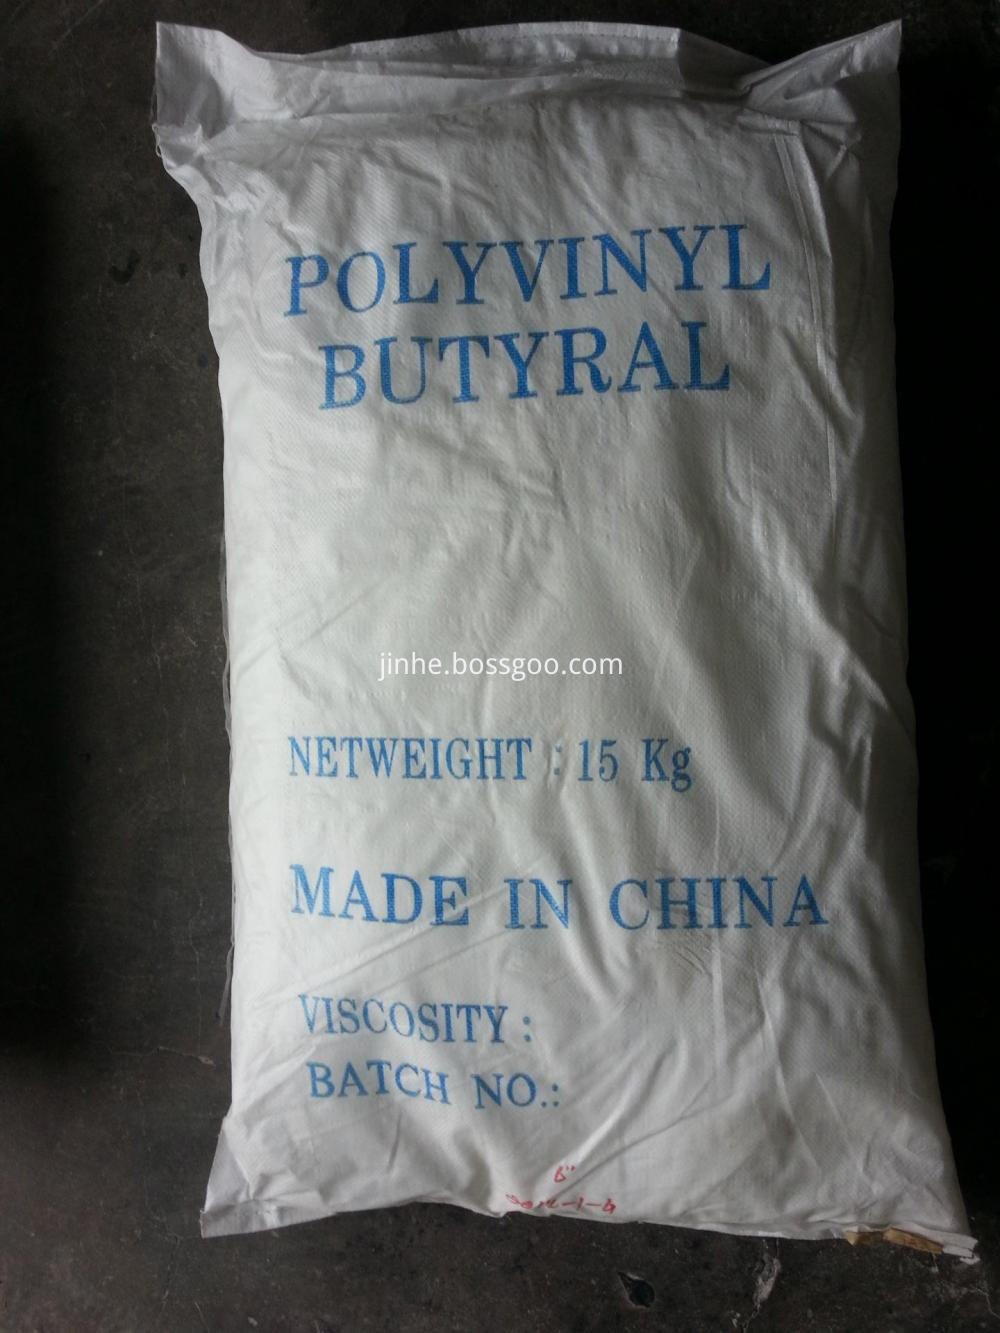 POLYVINYL
BUTYRAL
jinhe.bossgoo.com
NETWEIGHT : 15 Kg
MADE IN CHINA
VISCOSITY :
BATCH NO.: